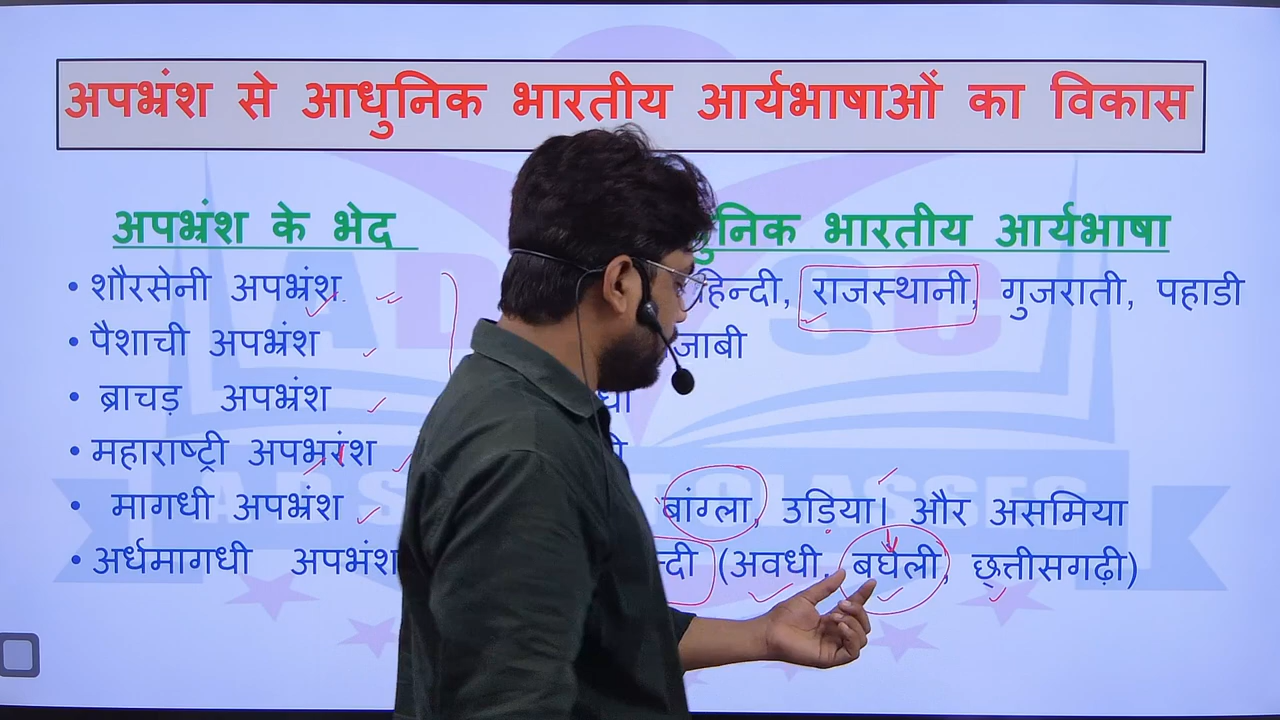 अपभ्रंश से आधुनिक भारतीय आर्यभाषाओं का विकास
अपभ्रंश के भेद भारतीय आर्यभाषा
• शौरसेनी अपभ्रंश हिन्दी, राजस्थानी, गुजराती, पहाडी
• पैशाची अपभ्रंश
• ब्राचड़ अपभ्रंश
• महाराष्ट्री अपभरंश
• मागधी अपभ्रंश बांग्ला, उडिया। और असमिया
• अर्धमागधी अपभ्रंश (अवधी, बघेली, छत्तीसगढ़ी)